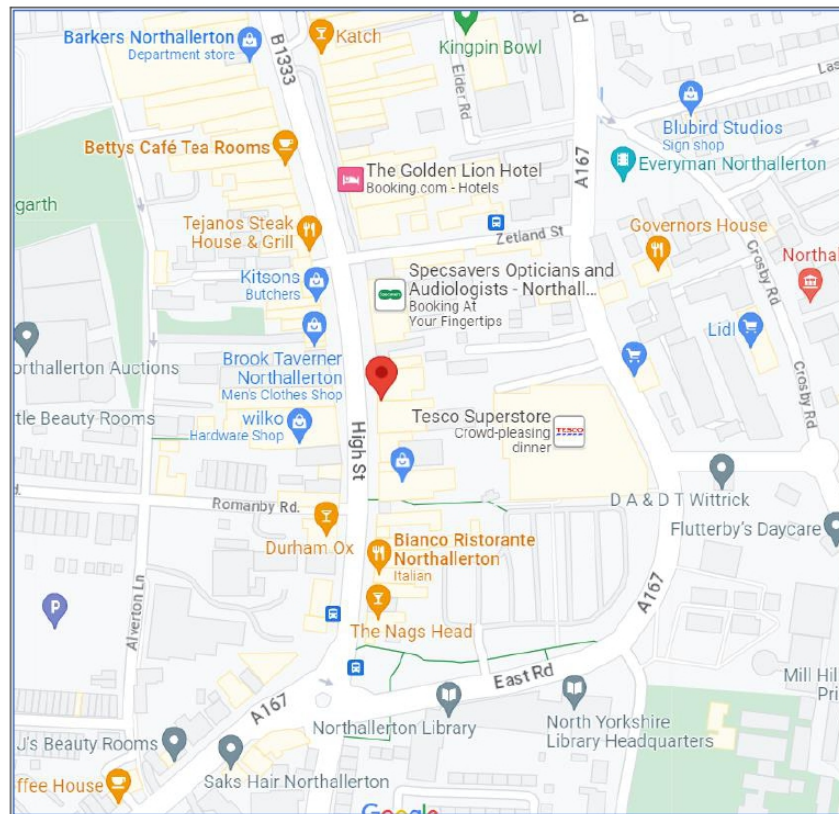 Barkers Northallerton
Department store
B1333
Katch
Kingpin Bowl
Elder Rd
Las
Blubird Studios
Sign shop
Bettys Café Tea Rooms
The Golden Lion Hotel
Booking.com - Hotels
A167
Everyman Northallerton
garth
Tejanos Steak
House & Grill
Zetland St
Governors House
Crosby Rd
Kitsons
Butchers
Specsavers Opticians and
Audiologists - Northall...
Booking At
Your Fingertips
Northal
Lidl
Brook Taverner
Northallerton
Men's Clothes Shop
orthallerton Auctions
Crosby Rd
tle Beauty Rooms
wilko
Hardware Shop
High St
Tesco Superstore
Crowd-pleasing
dinner
TESCO
d.
Romanby Rd.
D A & D T Wittrick
Durham Ox
Bianco Ristorante
Northallerton
Italian
Flutterby's Daycare
P
Alverton Ln
The Nags Head
A167
East Rd
Mill Hil
Pri
A167
Northallerton Library
North Yorkshire
Library Headquarters
J's Beauty Rooms
Saks Hair Northallerton
offee House
Google